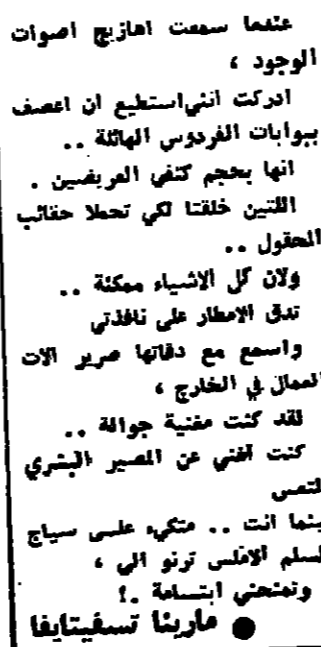 عندما سمعت اهازيج اصوات
الوجود ،
ادركت انني استطيع ان اعصف
ببوابات الفردوس الهائلة ..
انها بحجم كتفي العريضين .
اللتين خلقتا لكي تحملا حقائب
الحقول ..
ولان كل الاشياء ممكنة ..
تدق الامطار على نافذتي
واسمع مع دقاتها صرير الات
العمال في الخارج ،
لقد كنت مغنية جوالة ..
كنت اغني عن المصير البشري
التعس
بينما انت .. متكيء على سياج
السلم الاملس ترنو الي ،
وتمنحني ابتسامة .!
● مارينا تسفيتايفا